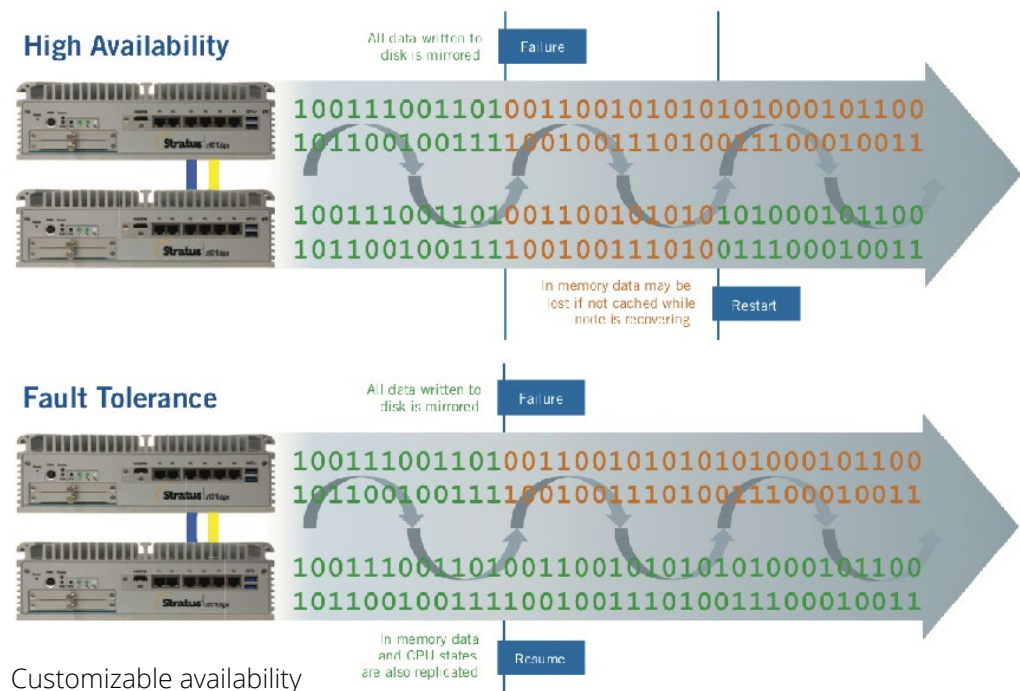 High Availability
All data written to
disk is mirrored
Failure
100111001101001100101010101000101100
101100100111100100111010011100010011
Stratus
100111001101001100101010101000101100
101100100111100100111010011100010011
Stratus
In memory data may be
lost if not cached while
node is recovering
Restart
Fault Tolerance
All data written to
disk is mirrored
Failure
100111001101001100101010101000101100
101100100111100100111010011100010011
Stratus
100111001101001100101010101000101100
101100100111100100111010011100010011
Stratus
In memory data
and CPU states
are also replicated
Resume
Customizable availability